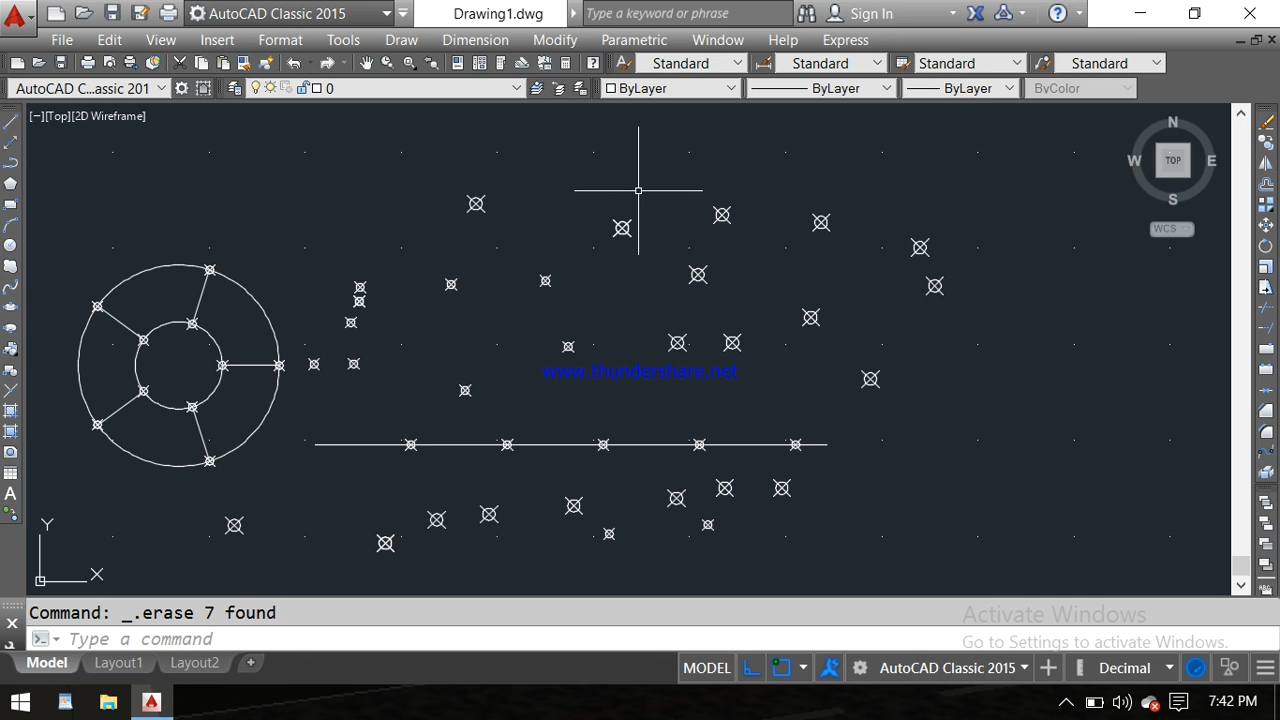 AutoCAD Classic 2015
Drawing1.dwg
Type a keyword or phrase
Sign In
File Edit View Insert Format Tools Draw Dimension Modify Parametric Window Help Express
Standard Standard Standard Standard
AutoCAD C...assic 201 0 ByLayer ByLayer ByLayer ByColor
[−][Top][2D Wireframe]
N
W TOP E
S
WCS
www.thundershare.net
Y
X
Command: _.erase 7 found
Type a command
Activate Windows
Go to Settings to activate Windows.
Model Layout1 Layout2
MODEL AutoCAD Classic 2015 Decimal
7:42 PM